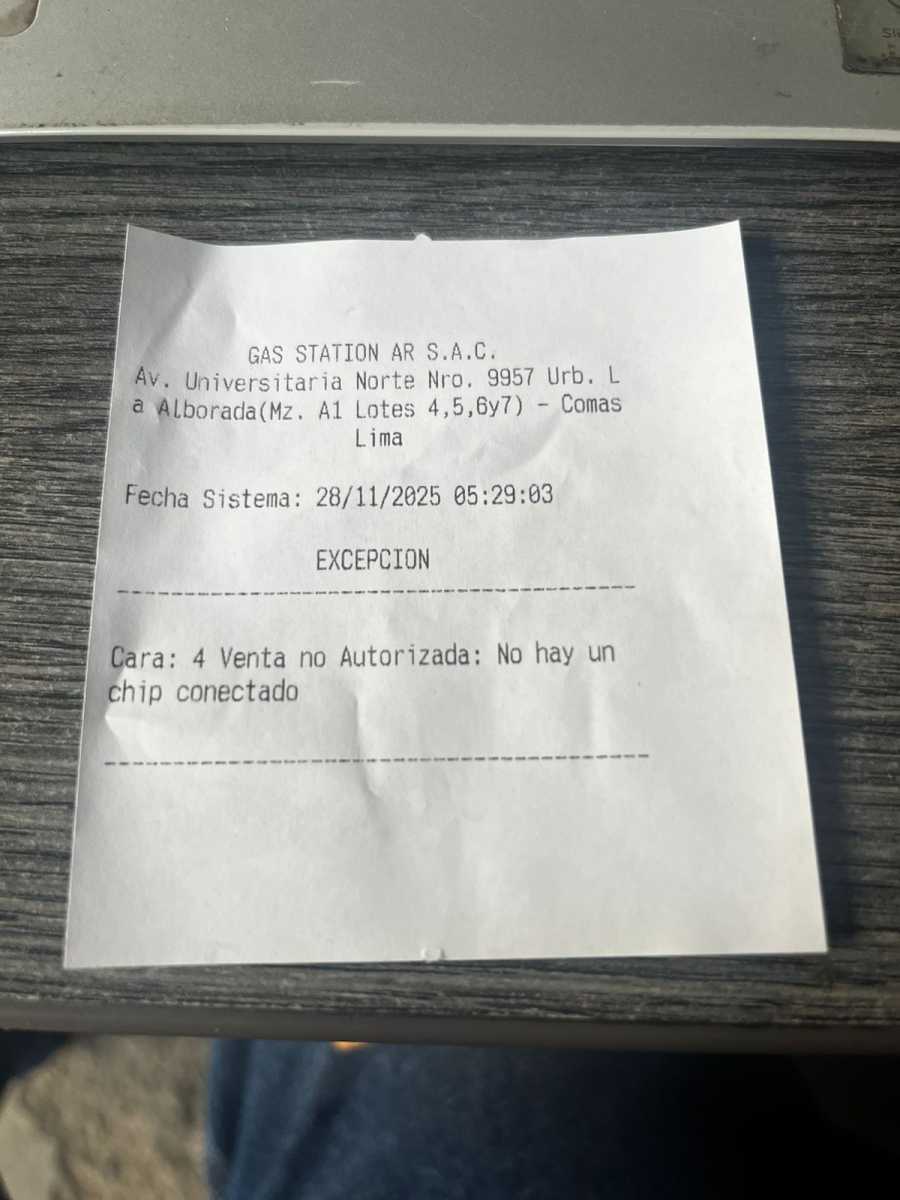 GAS STATION AR S.A.C.
Av. Universitaria Norte Nro. 9957 Urb. L
a Alborada(Mz. A1 Lotes 4,5,6y7) - Comas
Lima
Fecha Sistema: 28/11/2025 05:29:03
EXCEPCION
----------------------------------------
Cara: 4 Venta no Autorizada: No hay un
chip conectado
----------------------------------------